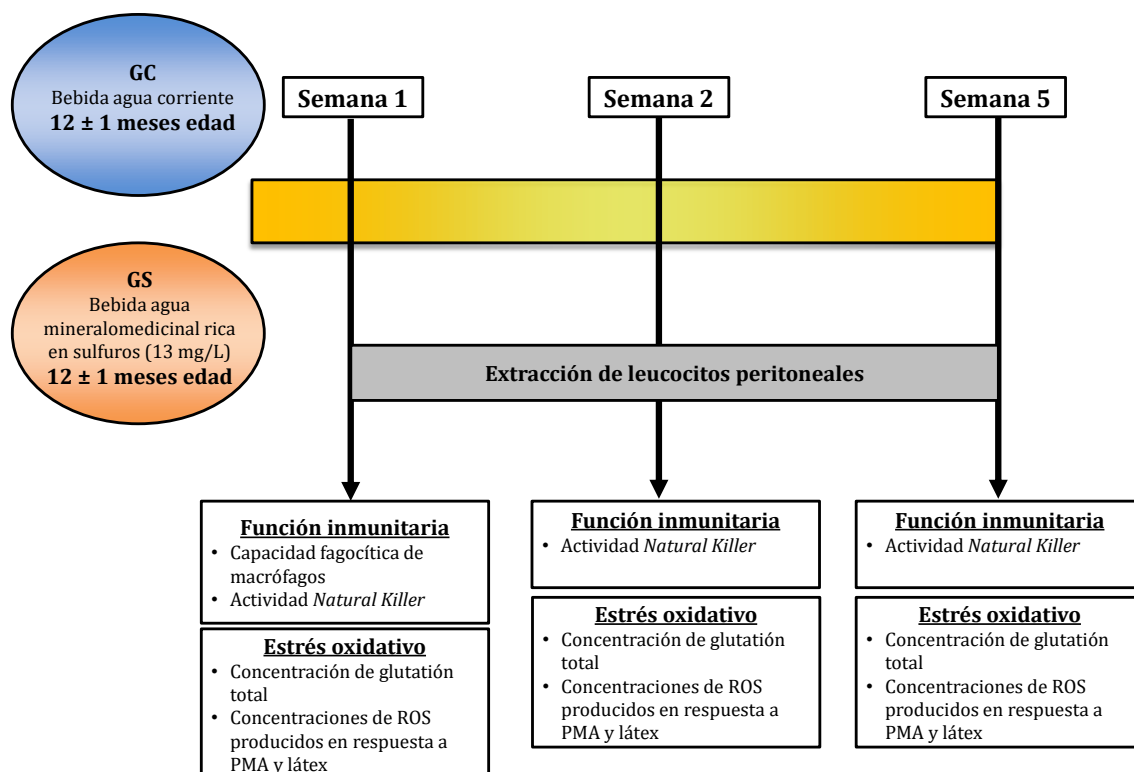 GC
Bebida agua corriente
12 ± 1 meses edad
Semana 1
Semana 2
Semana 5
GS
Bebida agua
mineralomedicinal rica
en sulfuros (13 mg/L)
12 ± 1 meses edad
Extracción de leucocitos peritoneales
Función inmunitaria
• Capacidad fagocítica de
macrófagos
• Actividad Natural Killer
Estrés oxidativo
• Concentración de glutatión
total
• Concentraciones de ROS
producidos en respuesta a
PMA y látex
Función inmunitaria
• Actividad Natural Killer
Estrés oxidativo
• Concentración de glutatión
total
• Concentraciones de ROS
producidos en respuesta a
PMA y látex
Función inmunitaria
• Actividad Natural Killer
Estrés oxidativo
• Concentración de glutatión
total
• Concentraciones de ROS
producidos en respuesta a
PMA y látex